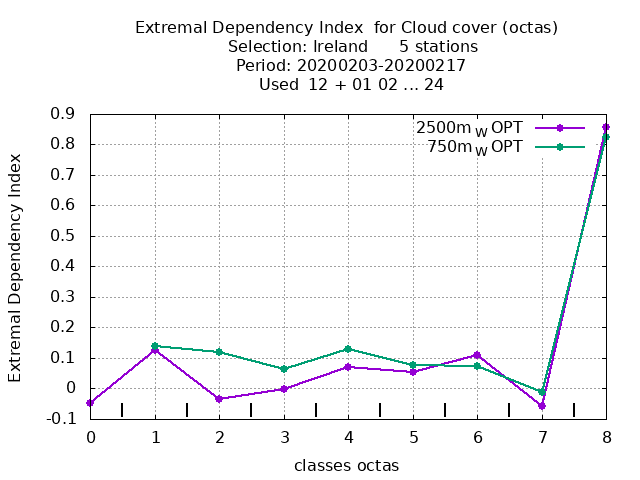 Extremal Dependency Index  for Cloud cover (octas)
Selection: Ireland      5 stations
Period: 20200203-20200217
Used  12 + 01 02 ... 24
2500m W OPT
750m W OPT
Extremal Dependency Index
0.9
0.8
0.7
0.6
0.5
0.4
0.3
0.2
0.1
0
-0.1
0 1 2 3 4 5 6 7 8
classes octas